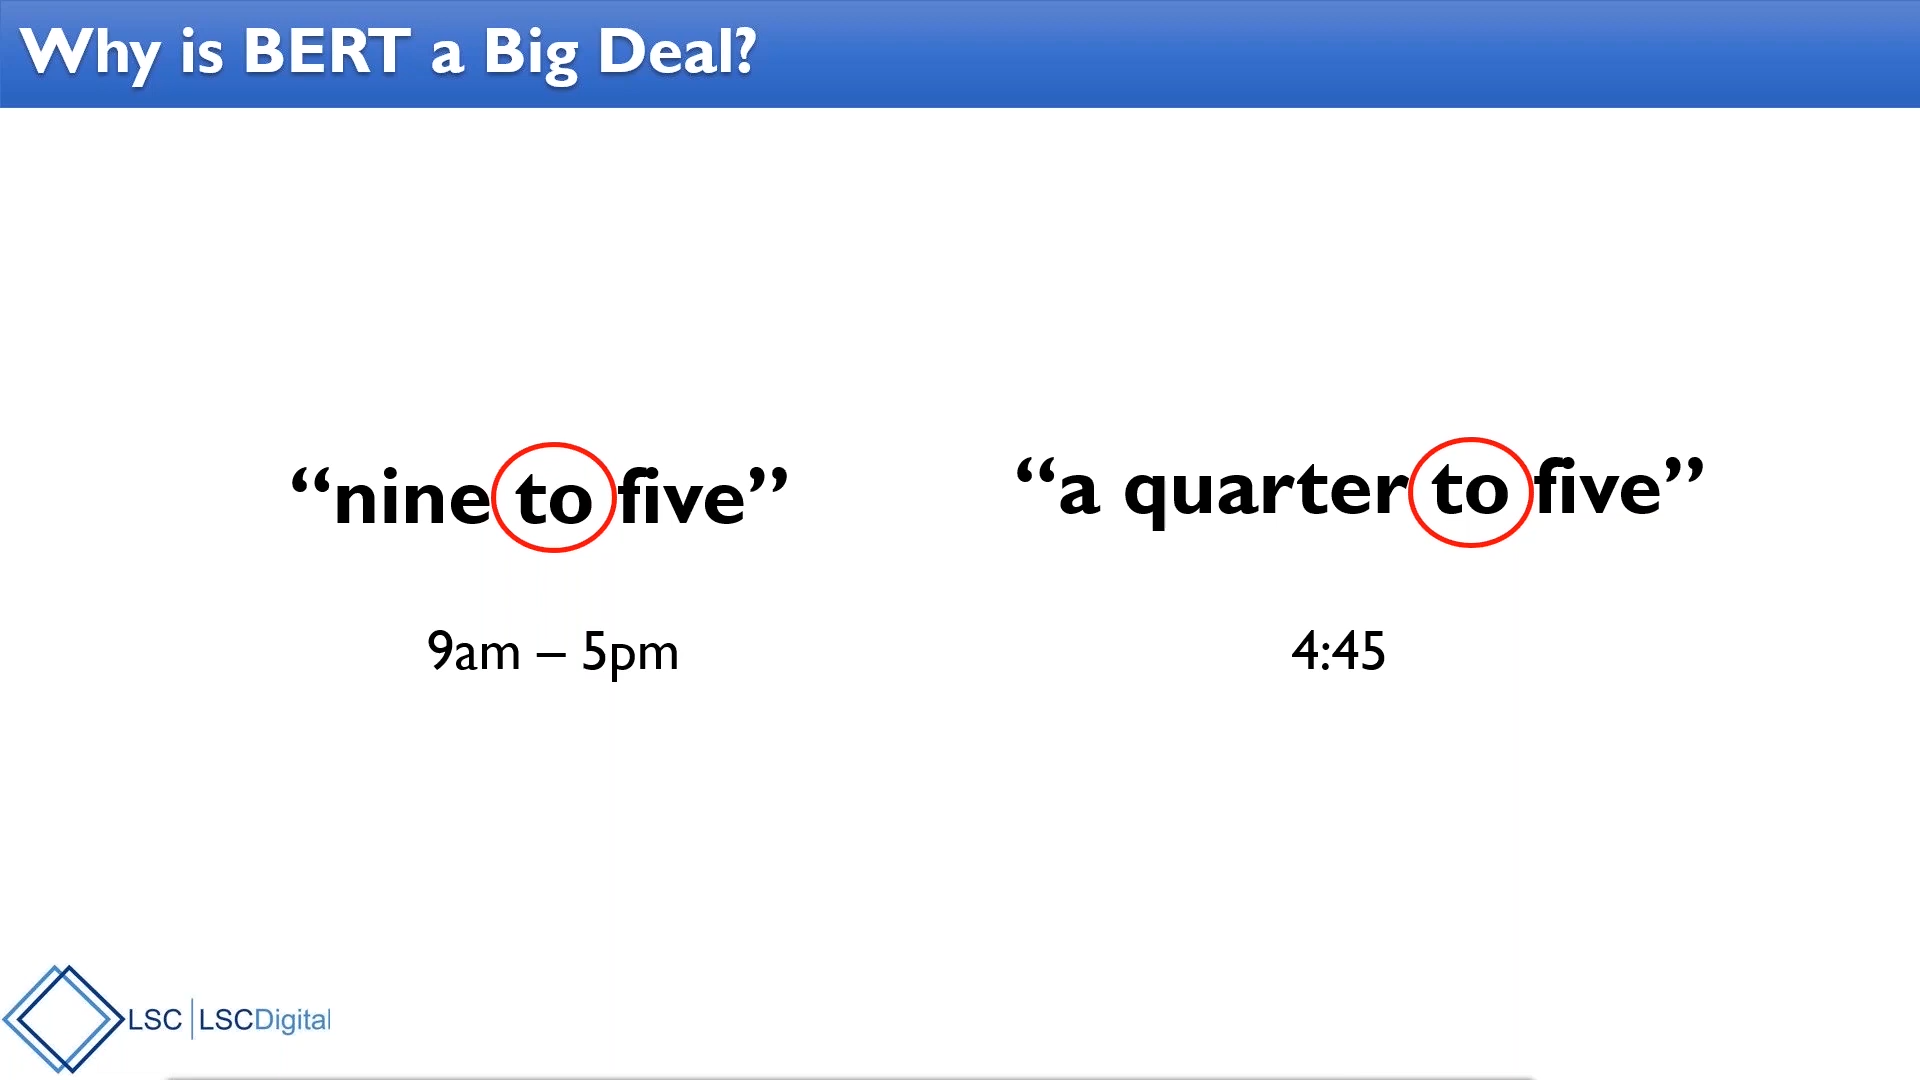 Why is BERT a Big Deal?
“nine to five”
“a quarter to five”
9am – 5pm
4:45
LSC | LSCDigital